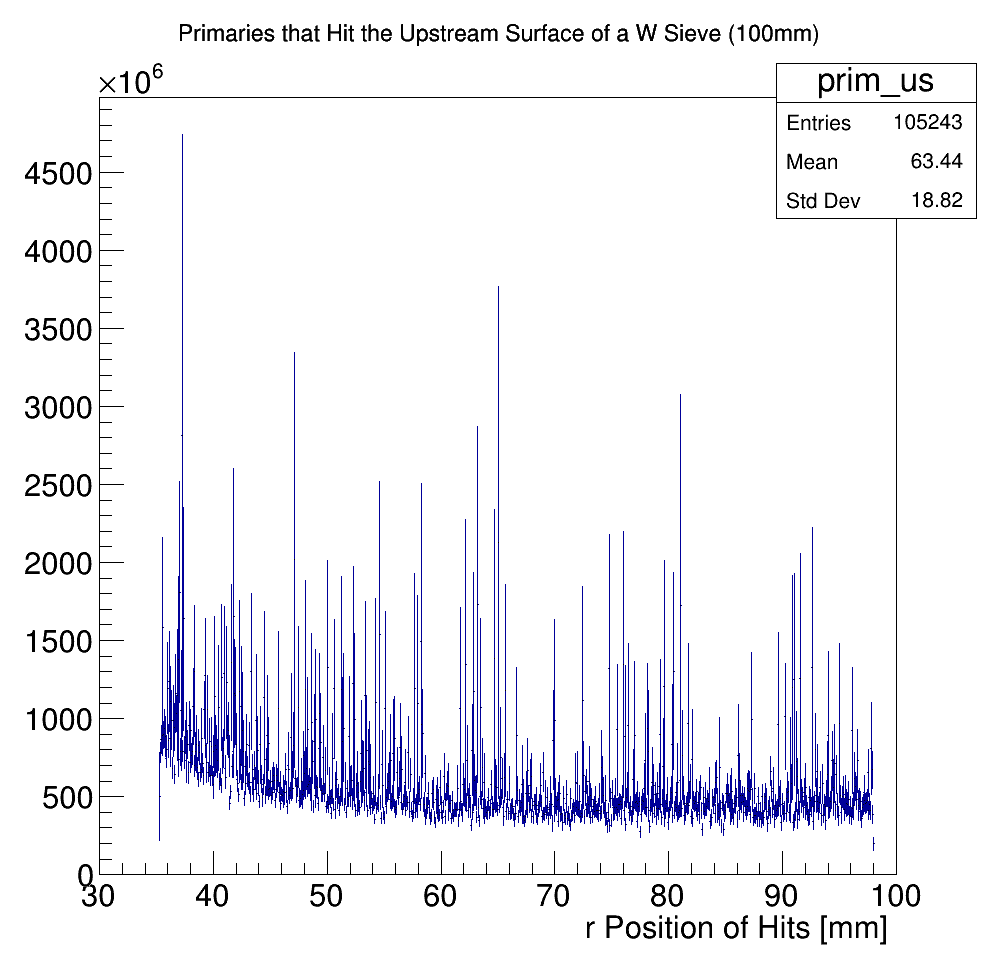 Primaries that Hit the Upstream Surface of a W Sieve (100mm)
×10⁶
prim_us
Entries 105243
Mean 63.44
Std Dev 18.82
4500
4000
3500
3000
2500
2000
1500
1000
500
0
30 40 50 60 70 80 90 100
r Position of Hits [mm]